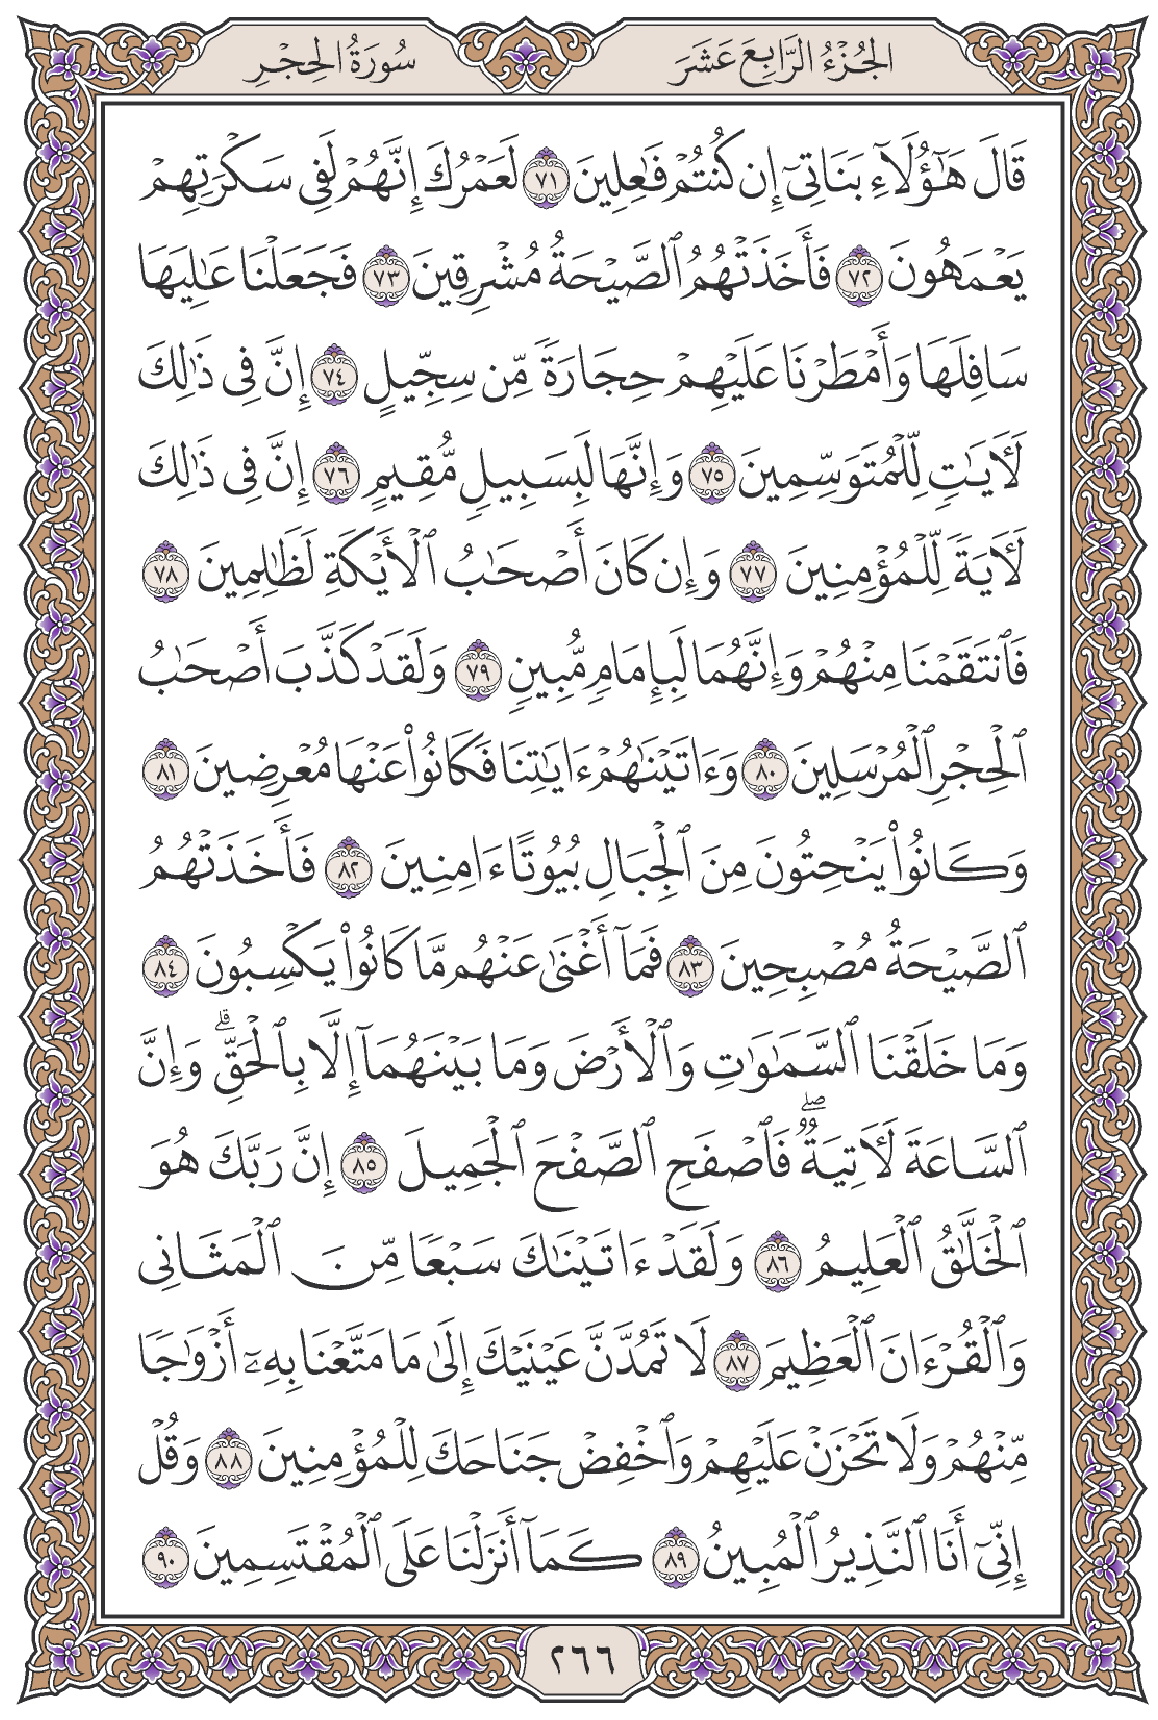 الجُزْءُ الرَّابِعَ عَشَرَ
سُورَةُ الحِجْرِ
قَالَ هَٰٓؤُلَآءِ بَنَاتِىٓ إِن كُنتُمْ فَٰعِلِينَ ٧١ لَعَمْرُكَ إِنَّهُمْ لَفِى سَكْرَتِهِمْ
يَعْمَهُونَ ٧٢ فَأَخَذَتْهُمُ ٱلصَّيْحَةُ مُشْرِقِينَ ٧٣ فَجَعَلْنَا عَٰلِيَهَا
سَافِلَهَا وَأَمْطَرْنَا عَلَيْهِمْ حِجَارَةً مِّن سِجِّيلٍ ٧٤ إِنَّ فِى ذَٰلِكَ
لَـَٔايَٰتٍ لِّلْمُتَوَسِّمِينَ ٧٥ وَإِنَّهَا لَبِسَبِيلٍ مُّقِيمٍ ٧٦ إِنَّ فِى ذَٰلِكَ
لَـَٔايَةً لِّلْمُؤْمِنِينَ ٧٧ وَإِن كَانَ أَصْحَٰبُ ٱلْأَيْكَةِ لَظَٰلِمِينَ ٧٨
فَٱنتَقَمْنَا مِنْهُمْ وَإِنَّهُمَا لَبِإِمَامٍ مُّبِينٍ ٧٩ وَلَقَدْ كَذَّبَ أَصْحَٰبُ
ٱلْحِجْرِ ٱلْمُرْسَلِينَ ٨٠ وَءَاتَيْنَٰهُمْ ءَايَٰتِنَا فَكَانُوا۟ عَنْهَا مُعْرِضِينَ ٨١
وَكَانُوا۟ يَنْحِتُونَ مِنَ ٱلْجِبَالِ بُيُوتًا ءَامِنِينَ ٨٢ فَأَخَذَتْهُمُ
ٱلصَّيْحَةُ مُصْبِحِينَ ٨٣ فَمَآ أَغْنَىٰ عَنْهُم مَّا كَانُوا۟ يَكْسِبُونَ ٨٤
وَمَا خَلَقْنَا ٱلسَّمَٰوَٰتِ وَٱلْأَرْضَ وَمَا بَيْنَهُمَآ إِلَّا بِٱلْحَقِّ ۗ وَإِنَّ
ٱلسَّاعَةَ لَـَٔاتِيَةٌ ۖ فَٱصْفَحِ ٱلصَّفْحَ ٱلْجَمِيلَ ٨٥ إِنَّ رَبَّكَ هُوَ
ٱلْخَلَّٰقُ ٱلْعَلِيمُ ٨٦ وَلَقَدْ ءَاتَيْنَٰكَ سَبْعًا مِّنَ ٱلْمَثَانِى
وَٱلْقُرْءَانَ ٱلْعَظِيمَ ٨٧ لَا تَمُدَّنَّ عَيْنَيْكَ إِلَىٰ مَا مَتَّعْنَا بِهِۦٓ أَزْوَٰجًا
مِّنْهُمْ وَلَا تَحْزَنْ عَلَيْهِمْ وَٱخْفِضْ جَنَاحَكَ لِلْمُؤْمِنِينَ ٨٨ وَقُلْ
إِنِّىٓ أَنَا ٱلنَّذِيرُ ٱلْمُبِينُ ٨٩ كَمَآ أَنزَلْنَا عَلَى ٱلْمُقْتَسِمِينَ ٩٠
٢٦٦